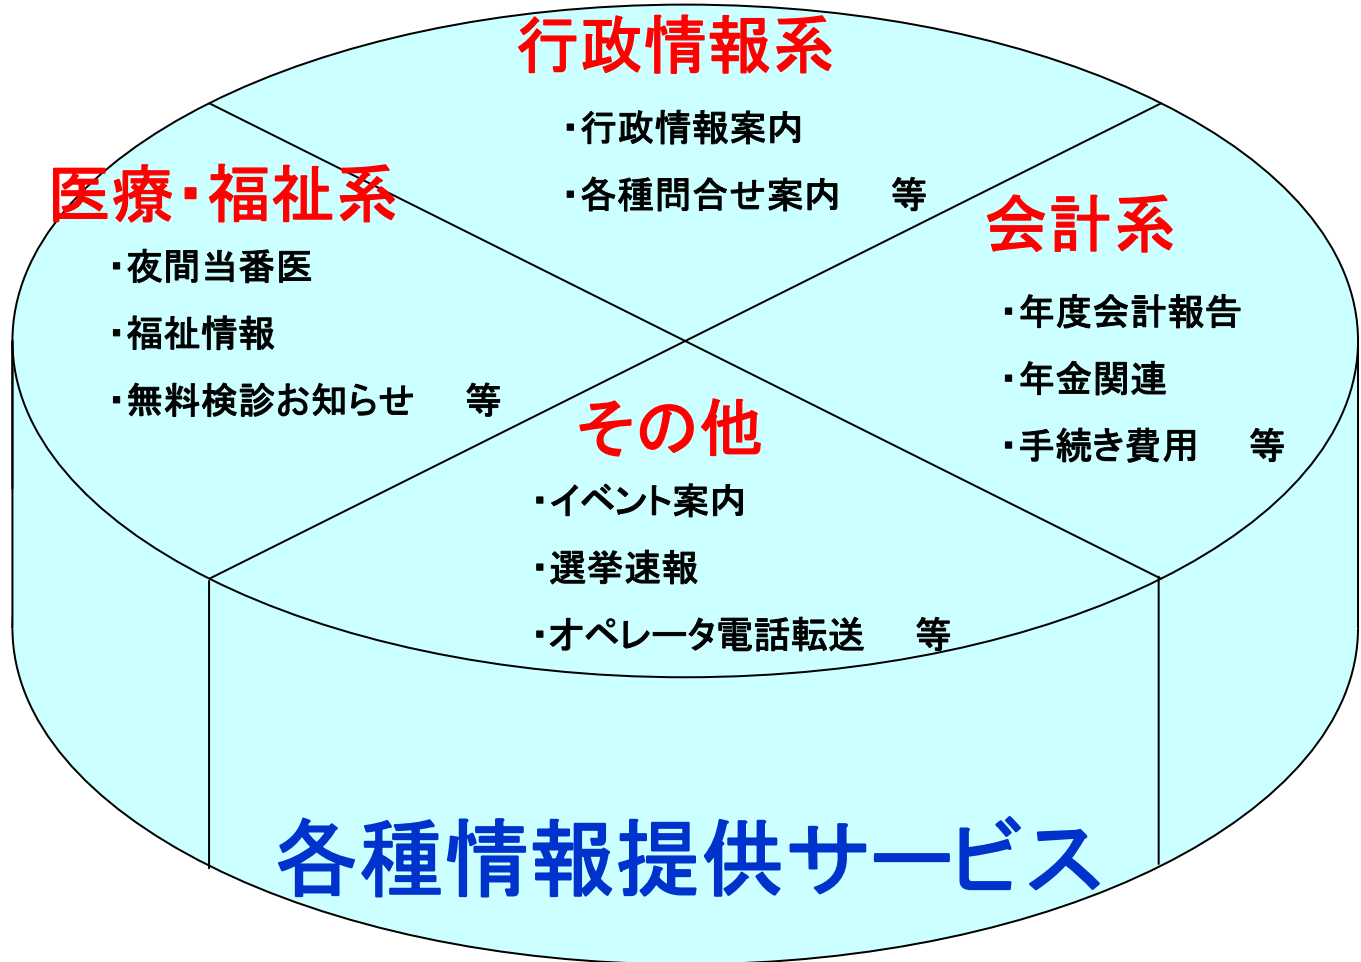 行政情報系
・行政情報案内
・各種問合せ案内　等
医療・福祉系
・夜間当番医
・福祉情報
・無料検診お知らせ　等
会計系
・年度会計報告
・年金関連
・手続き費用　等
その他
・イベント案内
・選挙速報
・オペレータ電話転送　等
各種情報提供サービス